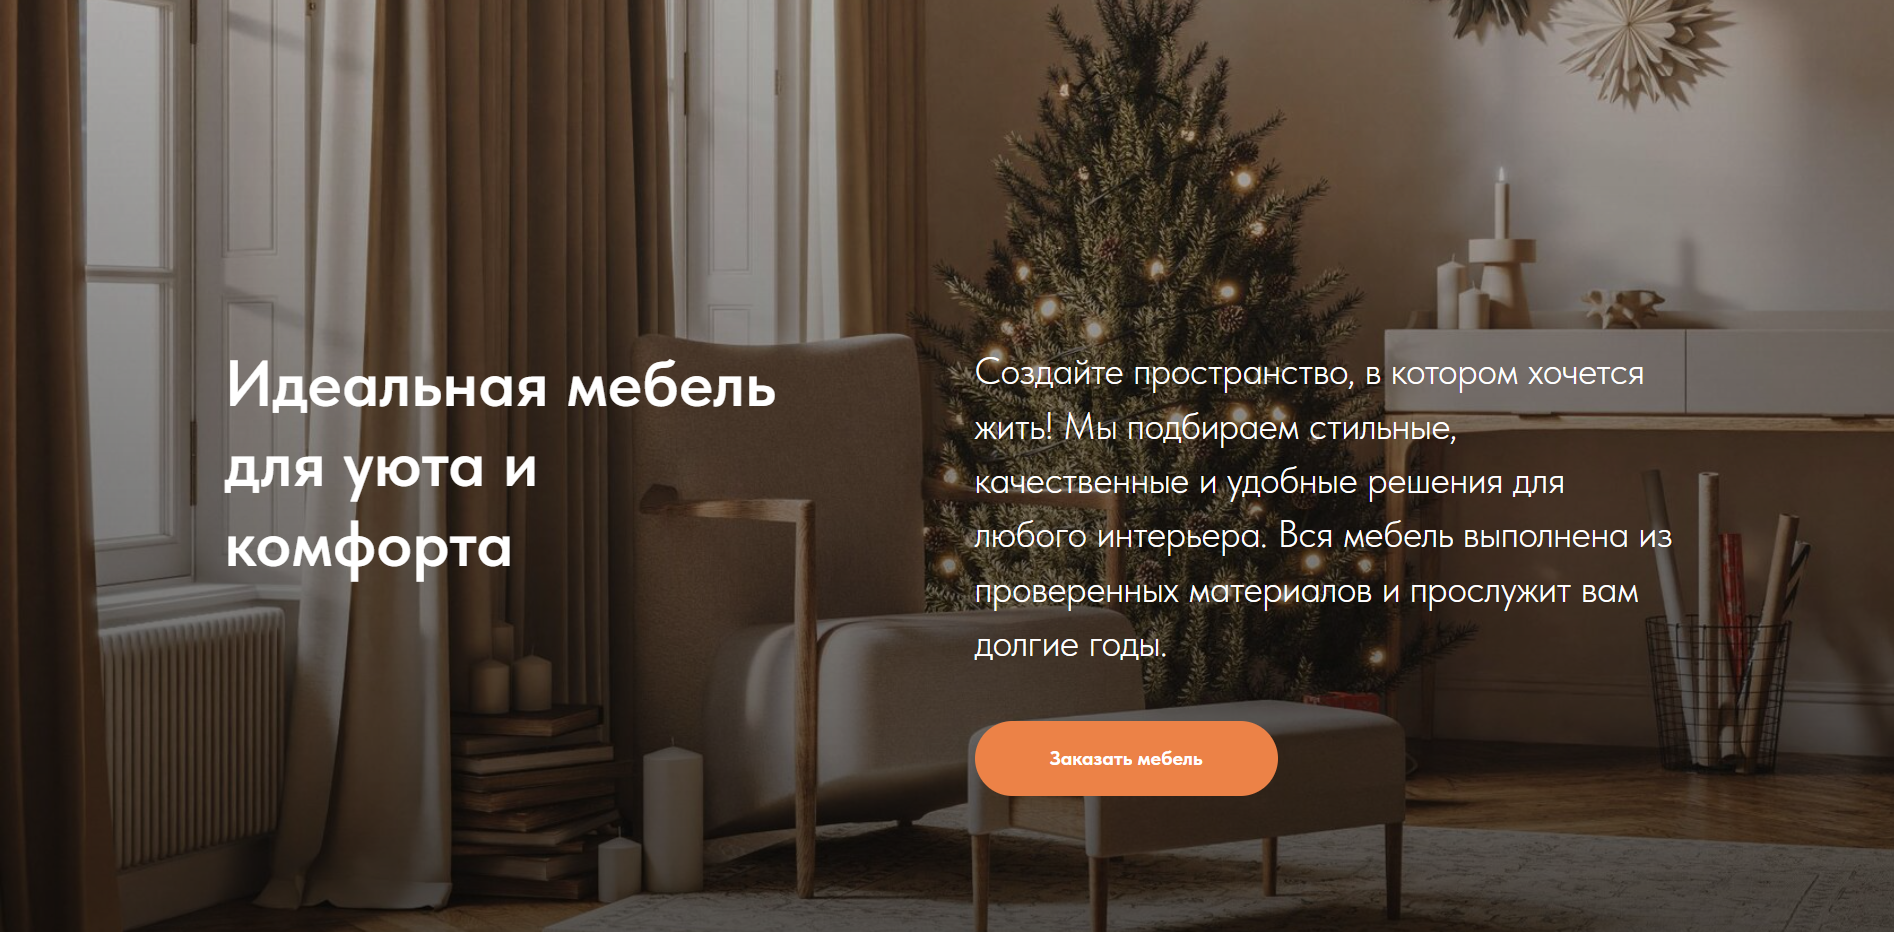 Идеальная мебель
для уюта и
комфорта
Создайте пространство, в котором хочется
жить! Мы подбираем стильные,
качественные и удобные решения для
любого интерьера. Вся мебель выполнена из
проверенных материалов и прослужит вам
долгие годы.
Заказать мебель